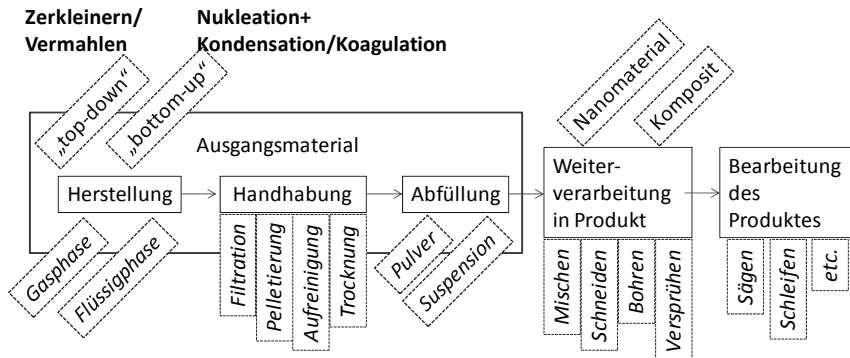 Zerkleinern/
Vermahlen
Nukleation+
Kondensation/Koagulation
„top-down“
„bottom-up“
Nanomaterial
Komposit
Ausgangsmaterial
Herstellung
Handhabung
Abfüllung
Weiter-
verarbeitung
in Produkt
Bearbeitung
des
Produktes
Gasphase
Flüssigphase
Filtration
Pelletierung
Aufreinigung
Trocknung
Pulver
Suspension
Mischen
Schneiden
Bohren
Versprühen
Sägen
Schleifen
etc.